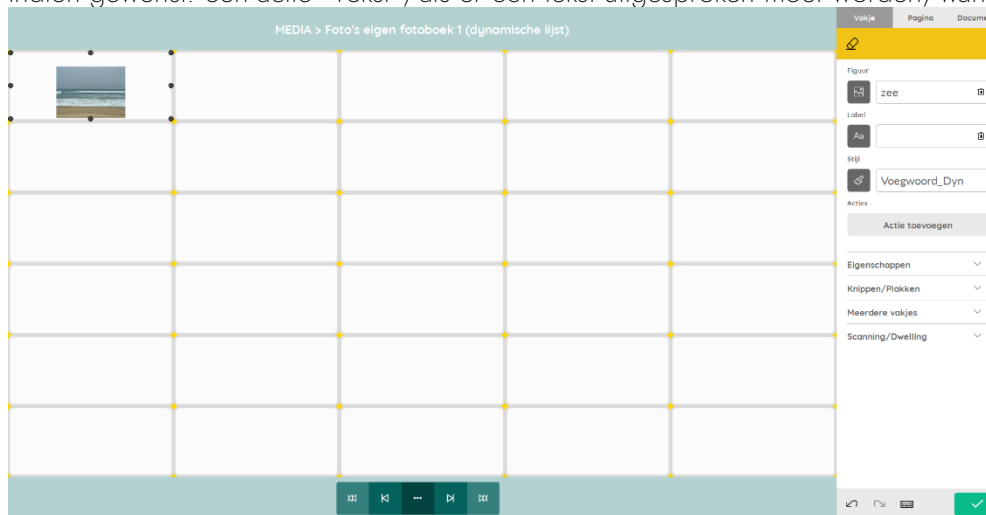 MEDIA > Foto's eigen fotoboek 1 (dynamische lijst)
Vakje Pagina
Figuur
zee
Label
Aa
Stijl
Voegwoord_Dyn
Acties
Actie toevoegen
Eigenschappen
Knippen/Plakken
Meerdere vakjes
Scanning/Dwelling